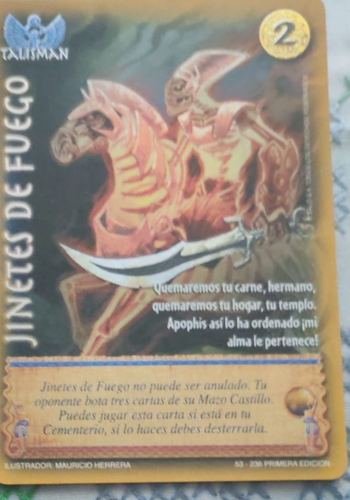 TALISMAN
2
JINETES DE FUEGO
Quemaremos tu carne, hermano,
quemaremos tu hogar, tu templo.
Apophis así lo ha ordenado ¡mi
alma le pertenece!
Jinetes de Fuego no puede ser anulado. Tu
oponente bota tres cartas de su Mazo Castillo.
Puedes jugar esta carta si está en tu
Cementerio, si lo haces debes desterrarla.
ILUSTRADOR: MAURICIO HERRERA
53 - 236 PRIMERA EDICION